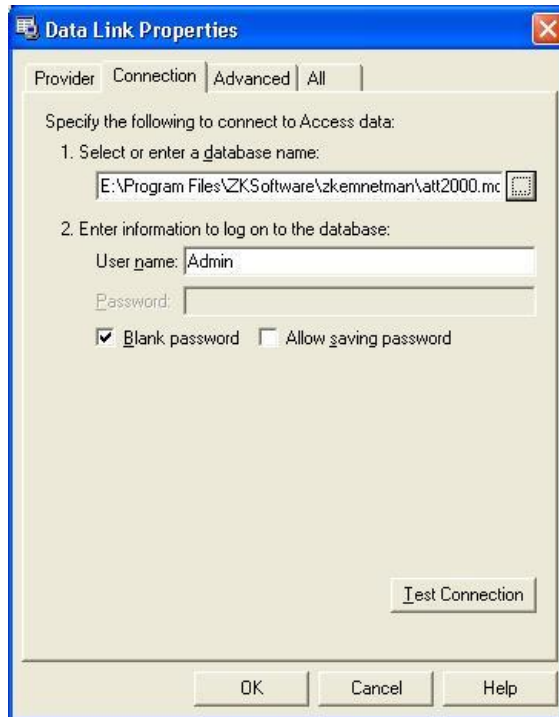 Data Link Properties
Provider Connection Advanced All
Specify the following to connect to Access data:
1. Select or enter a database name:
E:\Program Files\ZKSoftware\zkemnetman\att2000.mc ...
2. Enter information to log on to the database:
User name: Admin
Password:
Blank password Allow saving password
Test Connection
OK Cancel Help